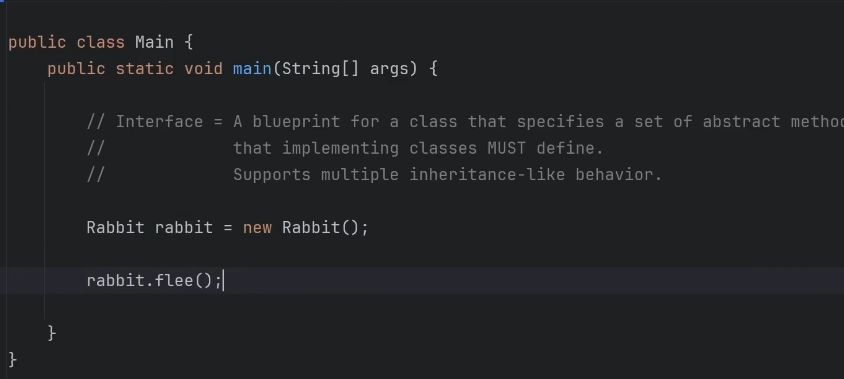 public class Main {
    public static void main(String[] args) {
        // Interface = A blueprint for a class that specifies a set of abstract
        //             that implementing classes MUST define.
        //             Supports multiple inheritance-like behavior.
        Rabbit rabbit = new Rabbit();
        rabbit.flee();
    }
}